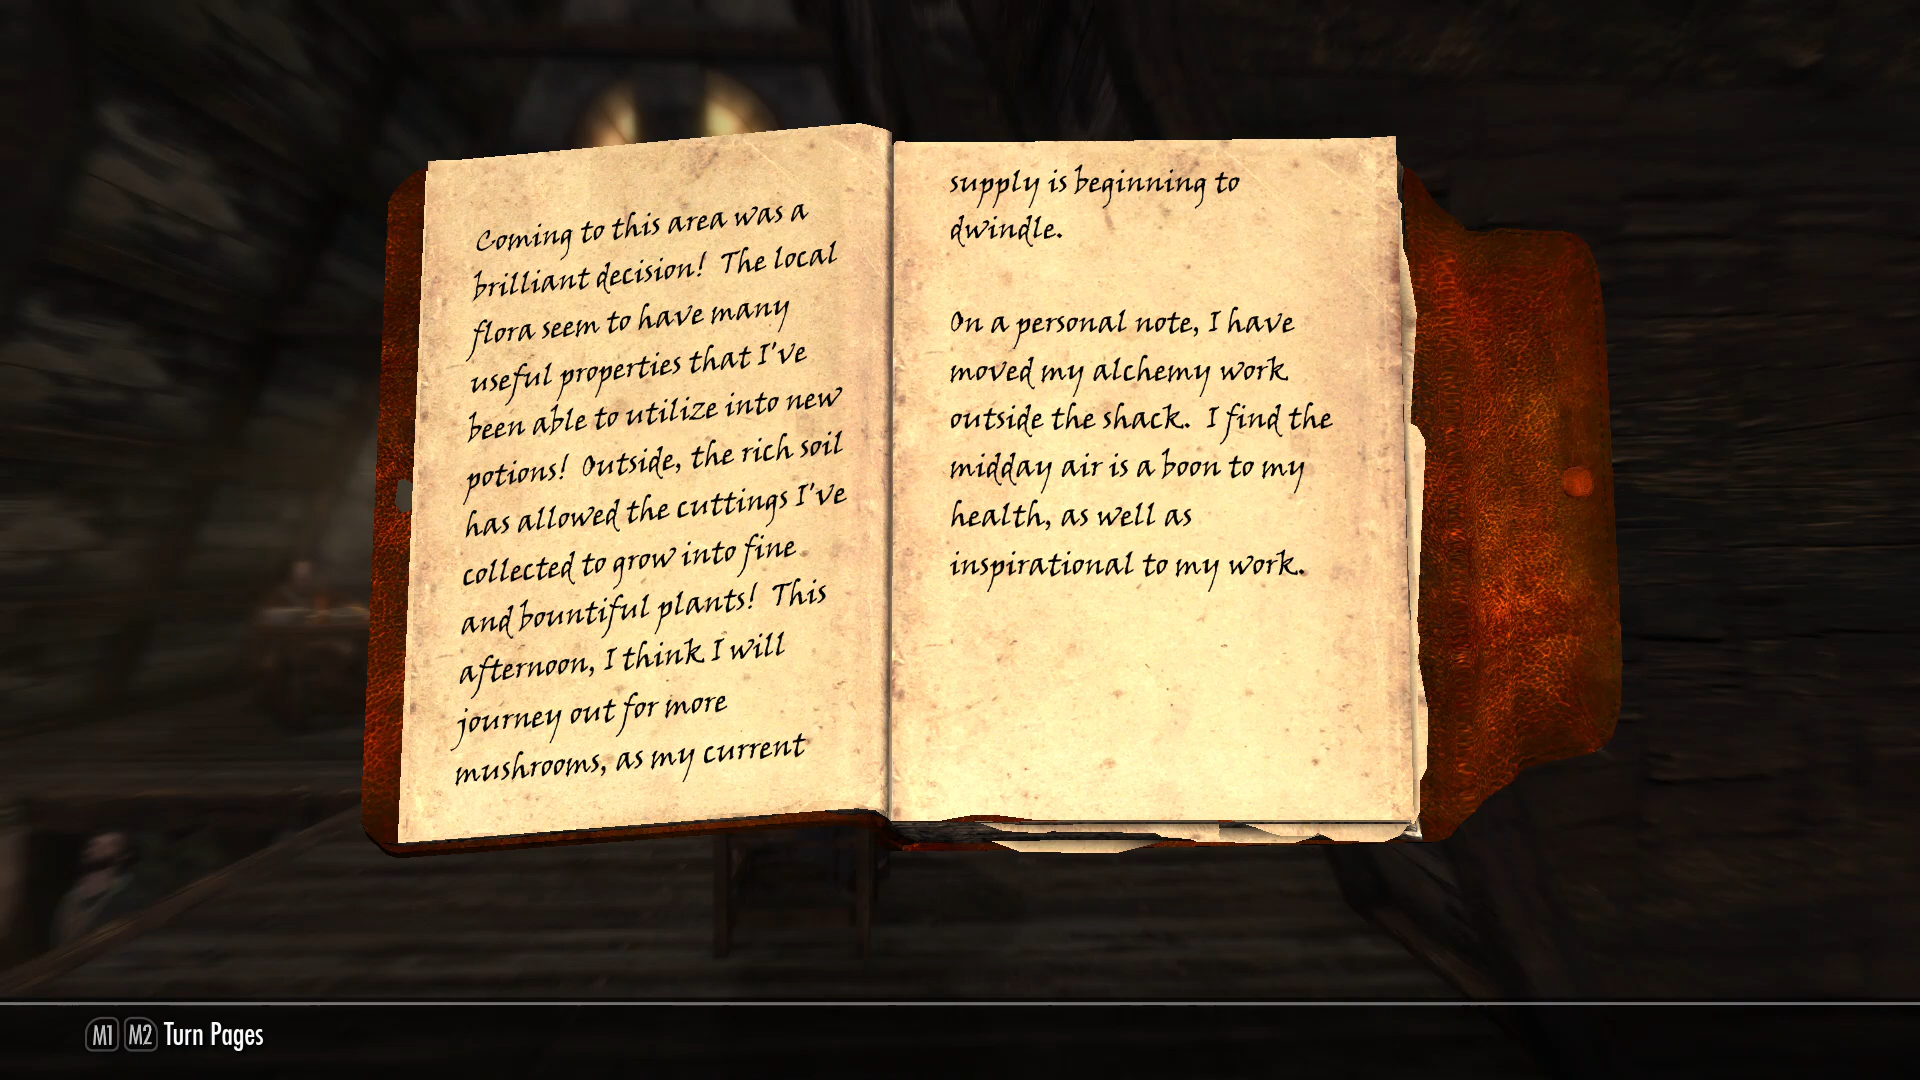 Coming to this area was a
brilliant decision!  The local
flora seem to have many
useful properties that I've
been able to utilize into new
potions!  Outside, the rich soil
has allowed the cuttings I've
collected to grow into fine
and bountiful plants!  This
afternoon, I think I will
journey out for more
mushrooms, as my current
supply is beginning to
dwindle.
On a personal note, I have
moved my alchemy work
outside the shack.  I find the
midday air is a boon to my
health, as well as
inspirational to my work.
M1 M2 Turn Pages